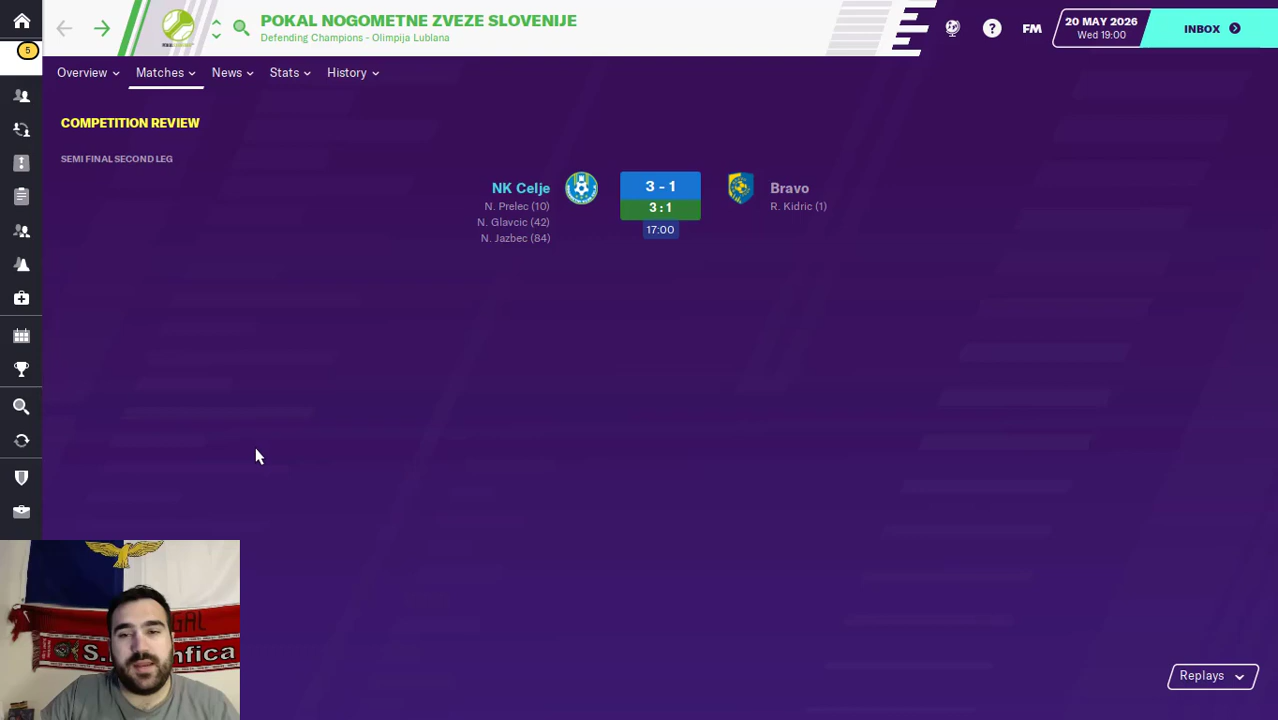 POKAL NOGOMETNE ZVEZE SLOVENIJE
Defending Champions - Olimpija Lublana
FM
20 MAY 2026
Wed 19:00
INBOX
5
Overview
Matches
News
Stats
History
COMPETITION REVIEW
SEMI FINAL SECOND LEG
NK Celje
3 - 1
Bravo
N. Prelec (10)
3 : 1
R. Kidric (1)
N. Glavcic (42)
17:00
N. Jazbec (84)
Replays